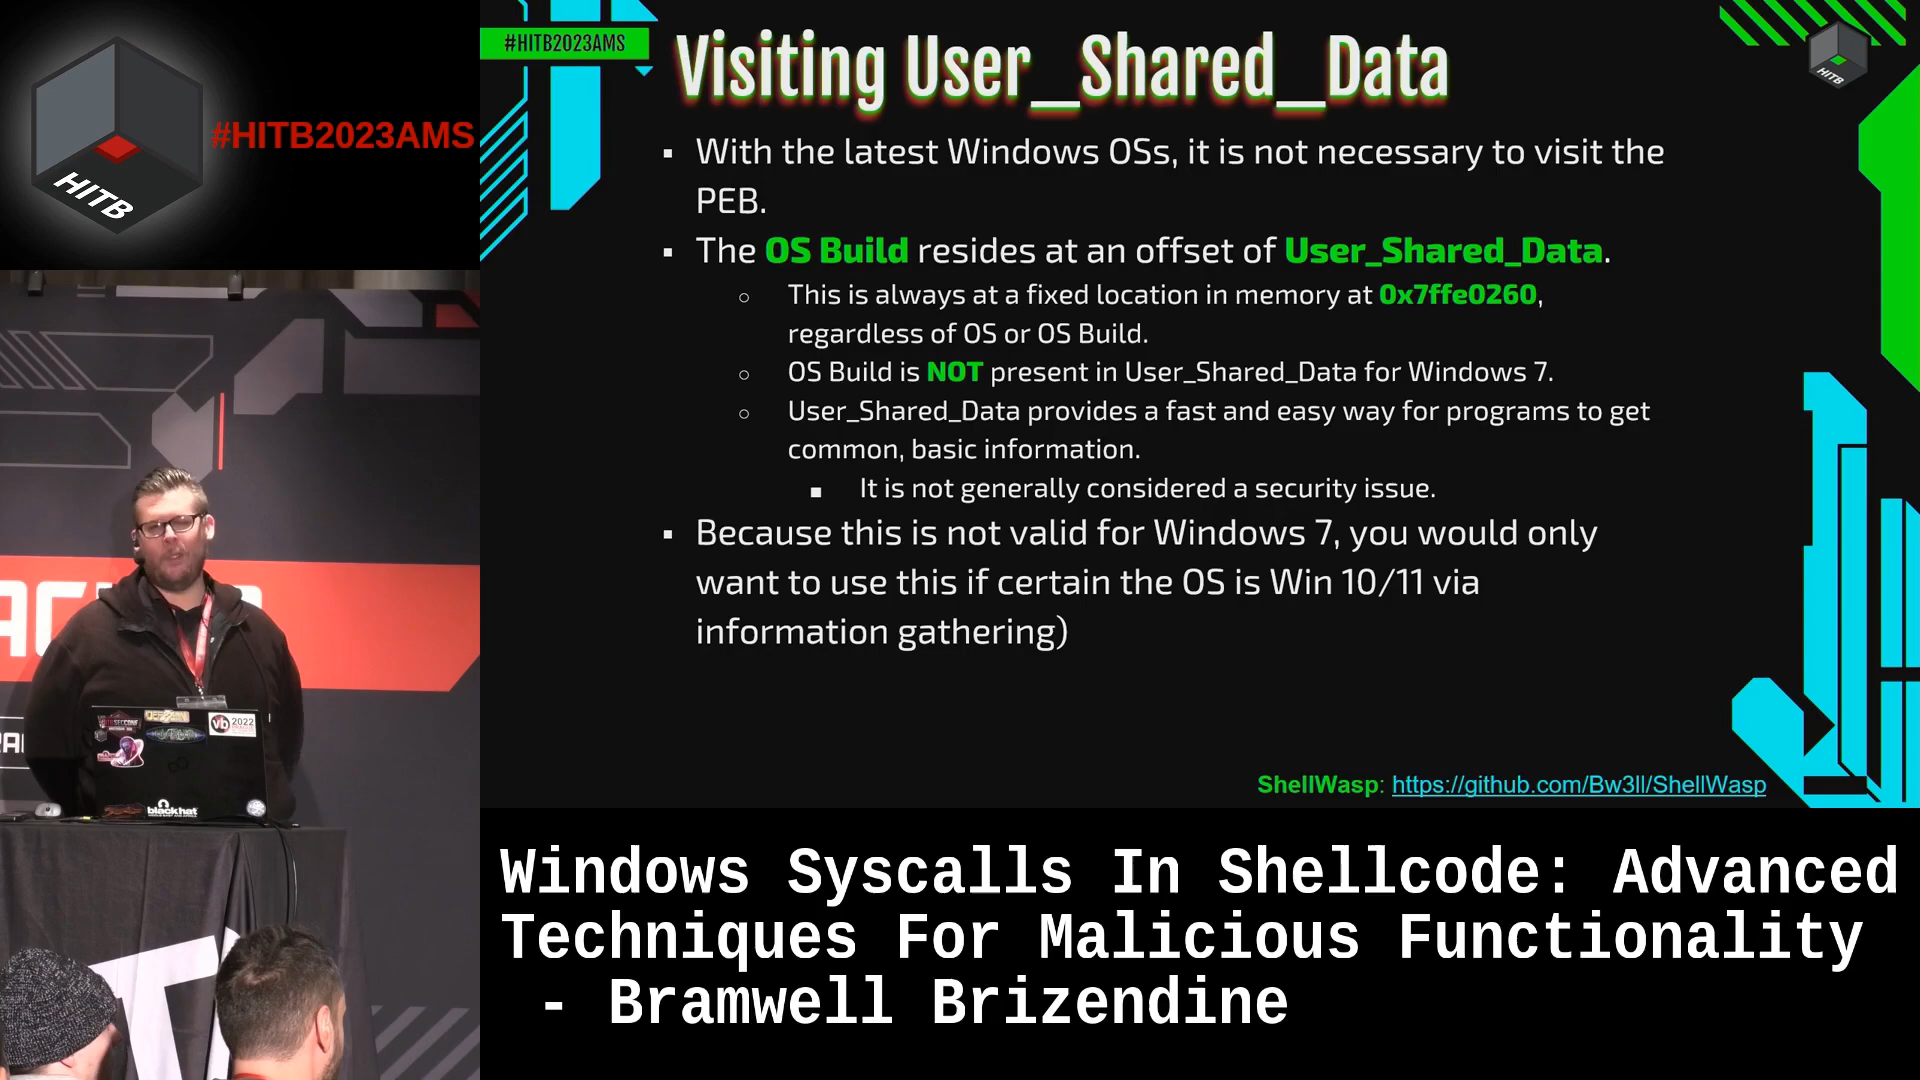 HITB
#HITB2023AMS
#HITB2023AMS
Visiting User_Shared_Data
HITB
▪ With the latest Windows OSs, it is not necessary to visit the
PEB.
▪ The OS Build resides at an offset of User_Shared_Data.
○ This is always at a fixed location in memory at 0x7ffe0260,
regardless of OS or OS Build.
○ OS Build is NOT present in User_Shared_Data for Windows 7.
○ User_Shared_Data provides a fast and easy way for programs to get
common, basic information.
■ It is not generally considered a security issue.
▪ Because this is not valid for Windows 7, you would only
want to use this if certain the OS is Win 10/11 via
information gathering)
ShellWasp: https://github.com/Bw3ll/ShellWasp
vb 2022
black hat
Windows Syscalls In Shellcode: Advanced
Techniques For Malicious Functionality
- Bramwell Brizendine